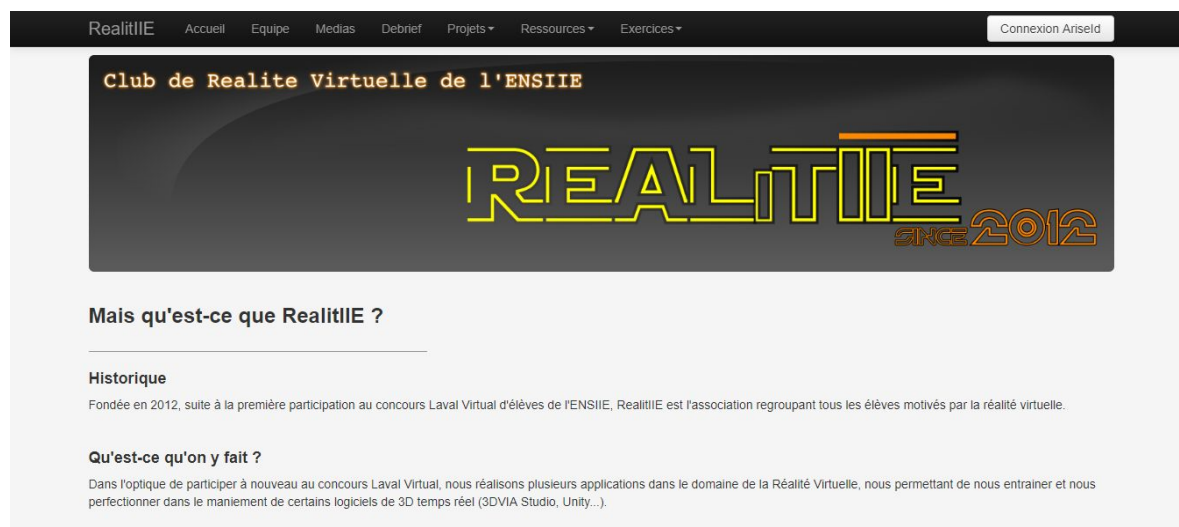 RealitIIE Accueil Equipe Medias Debrief Projets Ressources Exercices Connexion AriseId
Club de Realite Virtuelle de l'ENSIIE
REALiTIIE
SINCE 2012
Mais qu'est-ce que RealitIIE ?
Historique
Fondée en 2012, suite à la première participation au concours Laval Virtual d'élèves de l'ENSIIE, RealitIIE est l'association regroupant tous les élèves motivés par la réalité virtuelle.
Qu'est-ce qu'on y fait ?
Dans l'optique de participer à nouveau au concours Laval Virtual, nous réalisons plusieurs applications dans le domaine de la Réalité Virtuelle, nous permettant de nous entrainer et nous
perfectionner dans le maniement de certains logiciels de 3D temps réel (3DVIA Studio, Unity...).